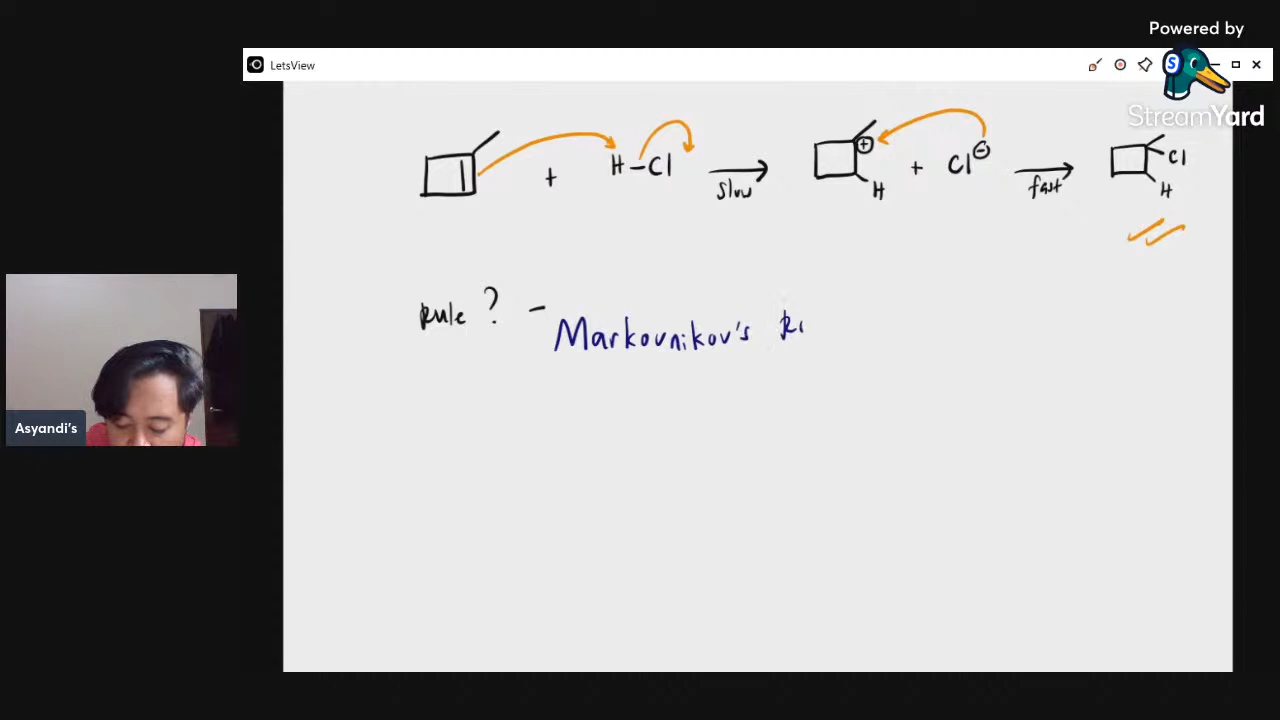 Powered by
LetsView
StreamYard
S
H-Cl
+
slow
+
H
+
Cl
-
fast
Cl
H
Rule ? -
Markovnikov's
Asyandi's